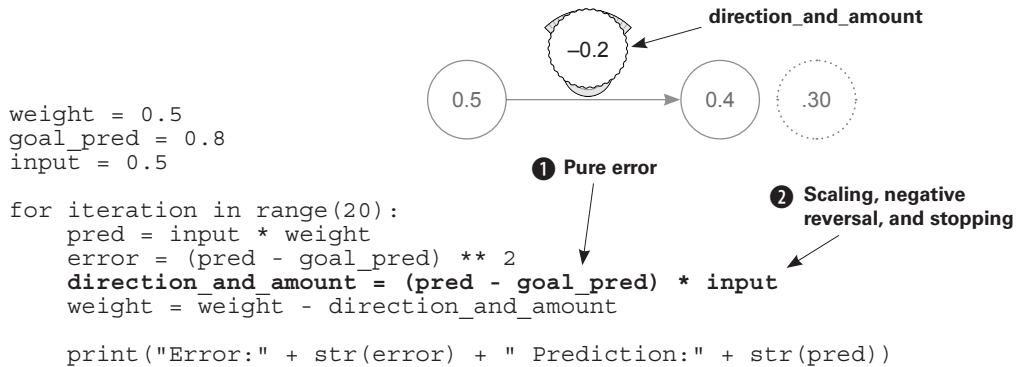 direction_and_amount
–0.2
0.5
0.4
.30
weight = 0.5
goal_pred = 0.8
input = 0.5
❶ Pure error
❷ Scaling, negative
reversal, and stopping
for iteration in range(20):
    pred = input * weight
    error = (pred - goal_pred) ** 2
    direction_and_amount = (pred - goal_pred) * input
    weight = weight - direction_and_amount
    print("Error:" + str(error) + " Prediction:" + str(pred))